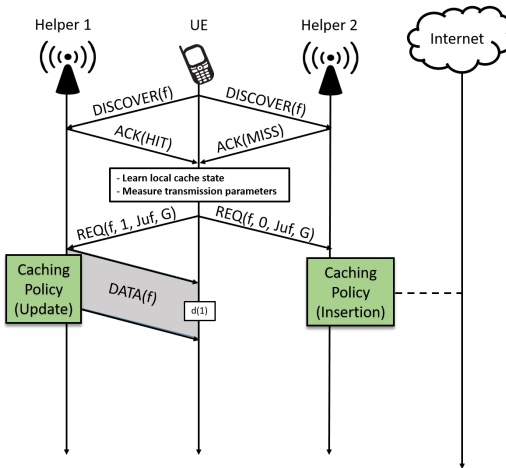 Helper 1
UE
Helper 2
Internet
DISCOVER(f)
DISCOVER(f)
ACK(HIT)
ACK(MISS)
- Learn local cache state
- Measure transmission parameters
REQ(f, 1, Juf, G)
REQ(f, 0, Juf, G)
Caching
Policy
(Update)
DATA(f)
d(1)
Caching
Policy
(Insertion)